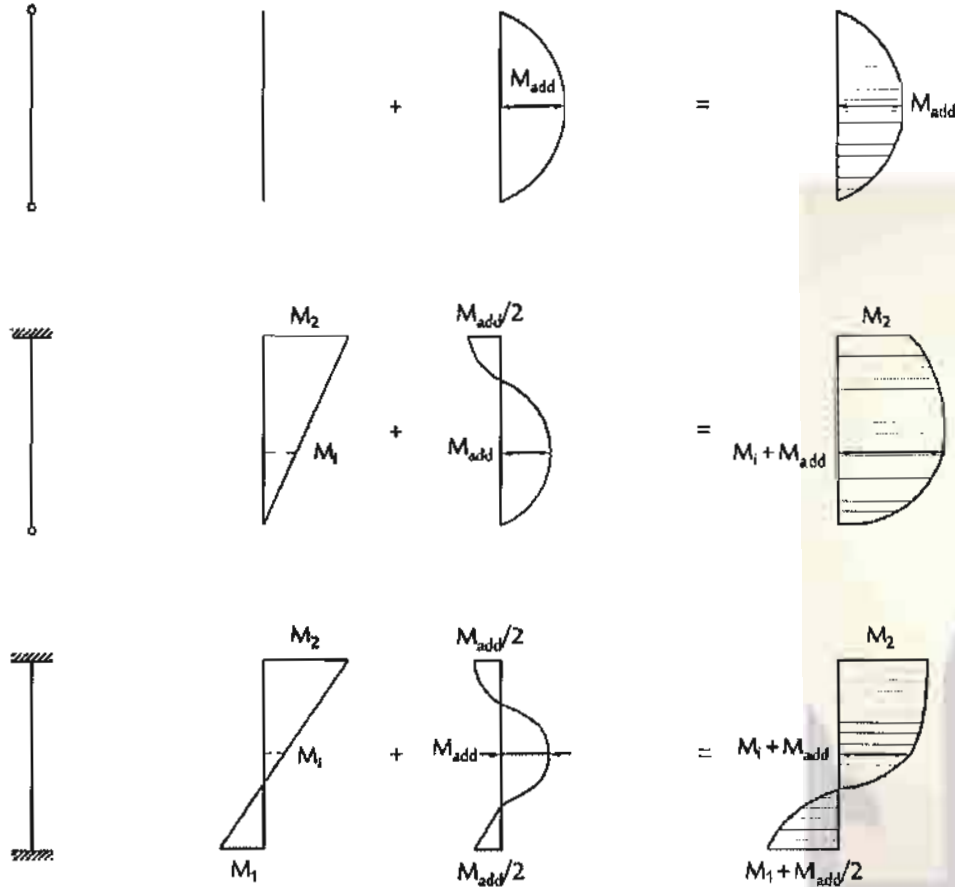 M_add
+
=
M_add
M_2
M_add/2
M_2
M_i
+
M_add
=
M_i + M_add
M_2
M_add/2
M_2
M_i
+
M_add
=
M_i + M_add
M_1
M_add/2
M_1 + M_add/2